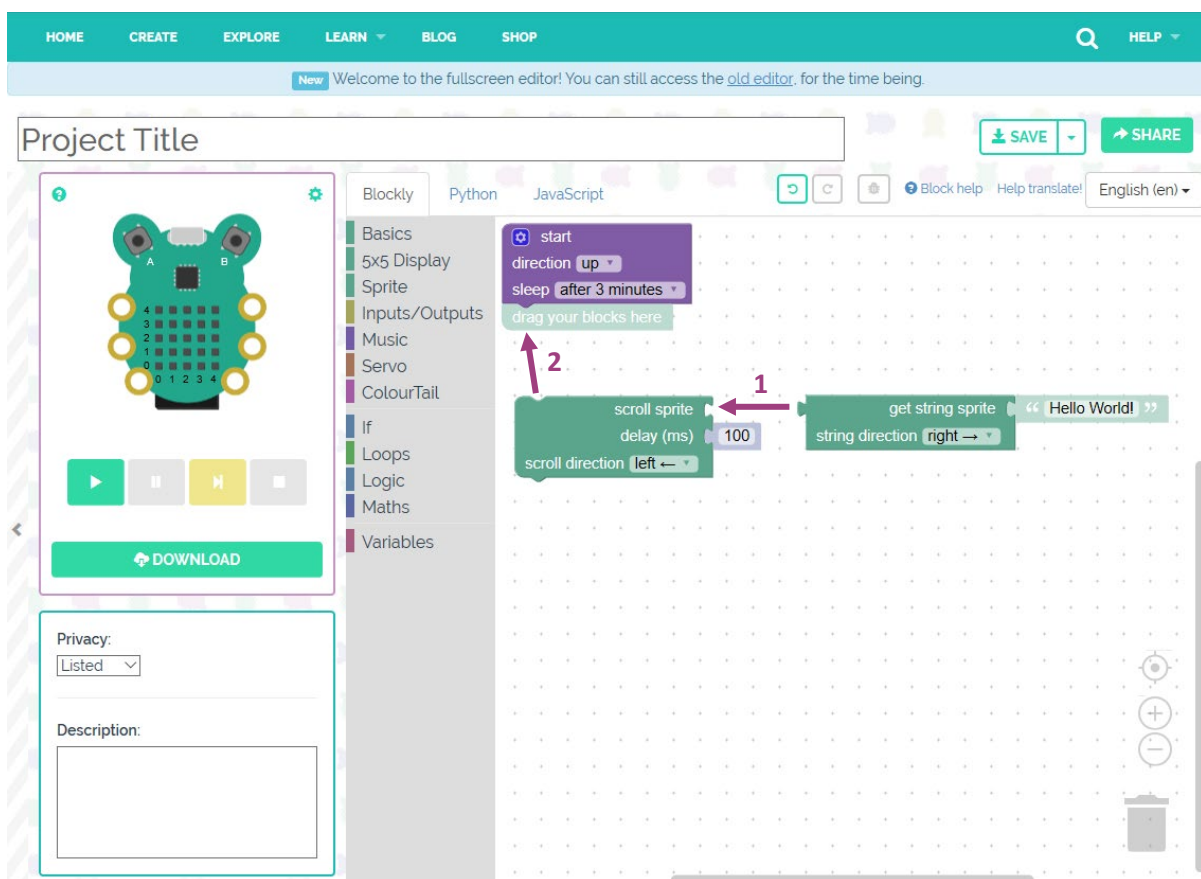 HOME CREATE EXPLORE LEARN BLOG SHOP HELP
New Welcome to the fullscreen editor! You can still access the old editor, for the time being.
Project Title
SAVE
SHARE
A B
4
3
2
1
0
0 1 2 3 4
DOWNLOAD
Privacy:
Listed
Description:
Blockly Python JavaScript
Block help Help translate! English (en)
Basics
5x5 Display
Sprite
Inputs/Outputs
Music
Servo
ColourTail
If
Loops
Logic
Maths
Variables
start
direction up
sleep after 3 minutes
drag your blocks here
2
1
scroll sprite
delay (ms) 100
scroll direction left ←
get string sprite “ Hello World! ”
string direction right →